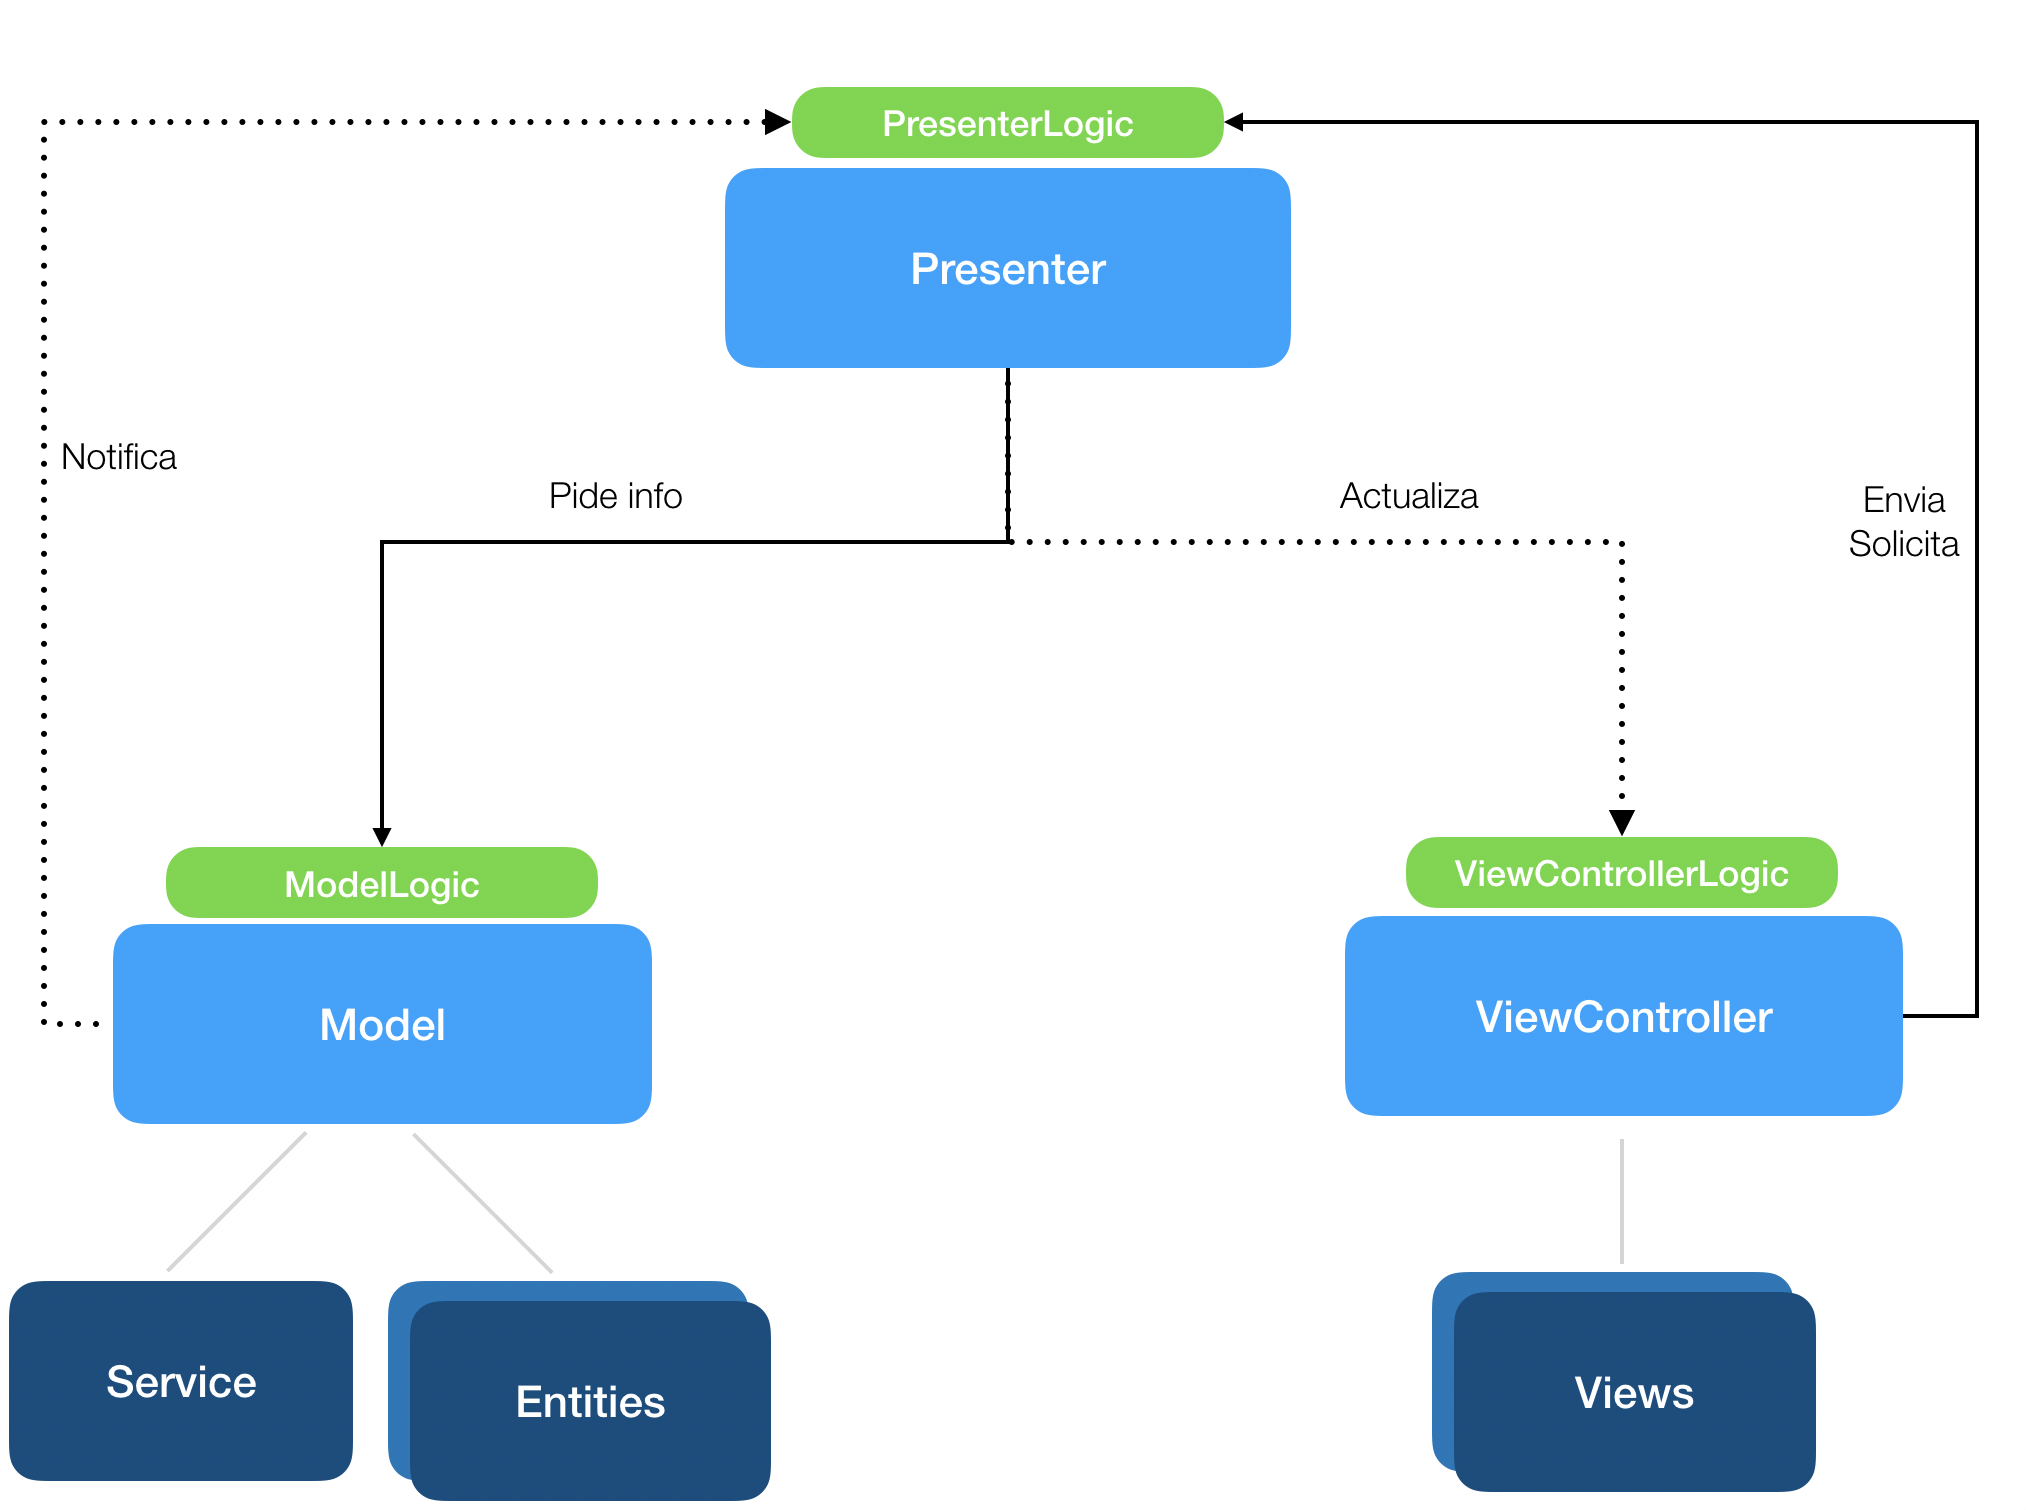 PresenterLogic
Presenter
Notifica
Pide info
Actualiza
Envia
Solicita
ModelLogic
Model
ViewControllerLogic
ViewController
Service
Entities
Views